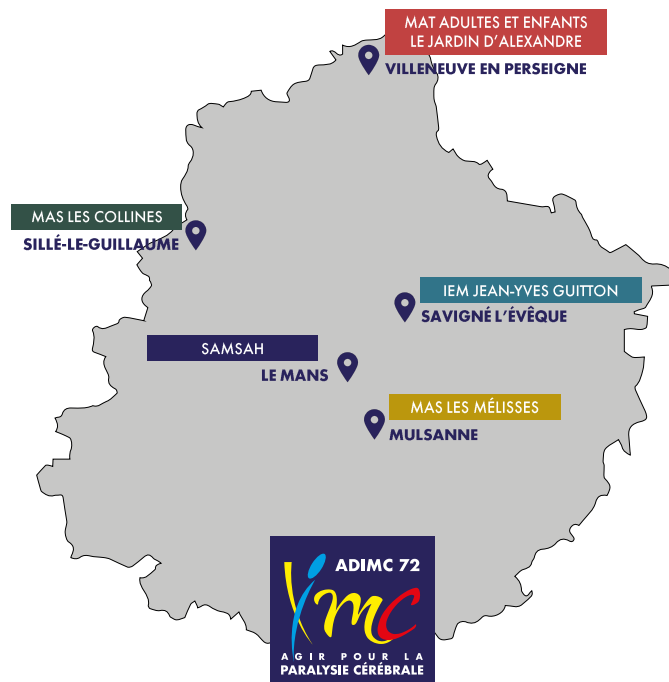 MAT ADULTES ET ENFANTS
LE JARDIN D'ALEXANDRE
VILLENEUVE EN PERSEIGNE
MAS LES COLLINES
SILLÉ-LE-GUILLAUME
IEM JEAN-YVES GUITTON
SAVIGNÉ L'ÉVÊQUE
SAMSAH
LE MANS
MAS LES MÉLISSES
MULSANNE
ADIMC 72
imc
AGIR POUR LA
PARALYSIE CÉRÉBRALE